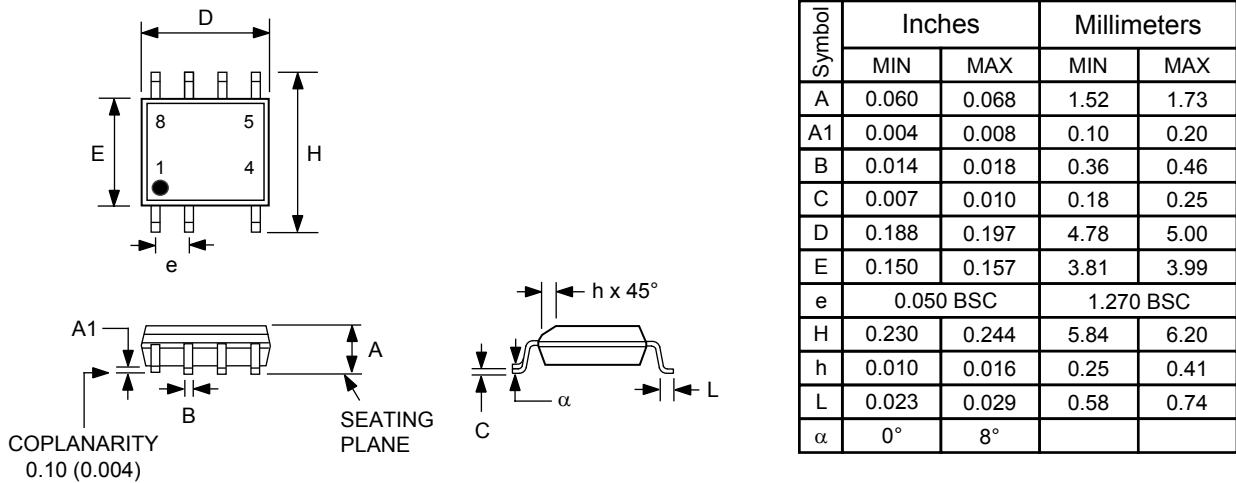 D
8 5
E H
1 4
e
h x 45°
A1
A
L
B
α
C
SEATING
PLANE
COPLANARITY
0.10 (0.004)
Symbol Inches Millimeters
MIN MAX MIN MAX
A 0.060 0.068 1.52 1.73
A1 0.004 0.008 0.10 0.20
B 0.014 0.018 0.36 0.46
C 0.007 0.010 0.18 0.25
D 0.188 0.197 4.78 5.00
E 0.150 0.157 3.81 3.99
e 0.050 BSC 1.270 BSC
H 0.230 0.244 5.84 6.20
h 0.010 0.016 0.25 0.41
L 0.023 0.029 0.58 0.74
α 0° 8°